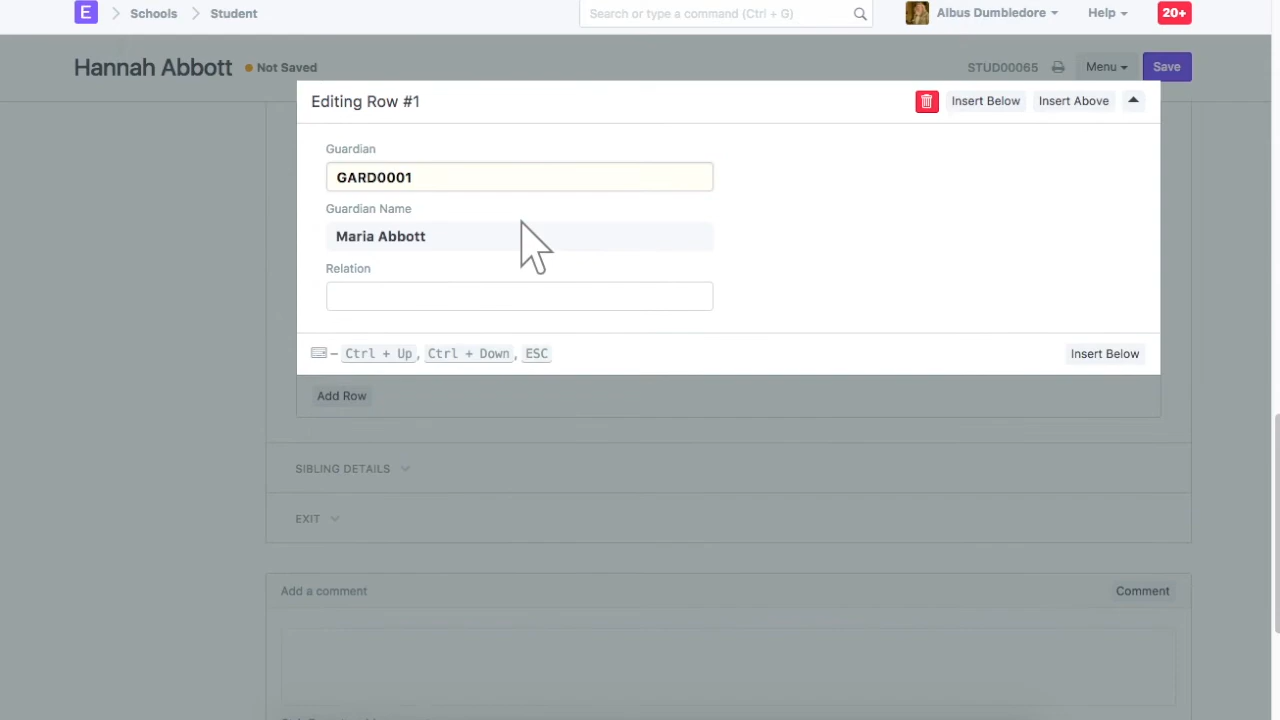 E Schools Student Search or type a command (Ctrl + G) Albus Dumbledore Help 20+
Hannah Abbott Not Saved STUD00065 Menu Save
Editing Row #1 Insert Below Insert Above
Guardian
GARD0001
Guardian Name
Maria Abbott
Relation
– Ctrl + Up, Ctrl + Down, ESC Insert Below
Add Row
SIBLING DETAILS
EXIT
Add a comment Comment